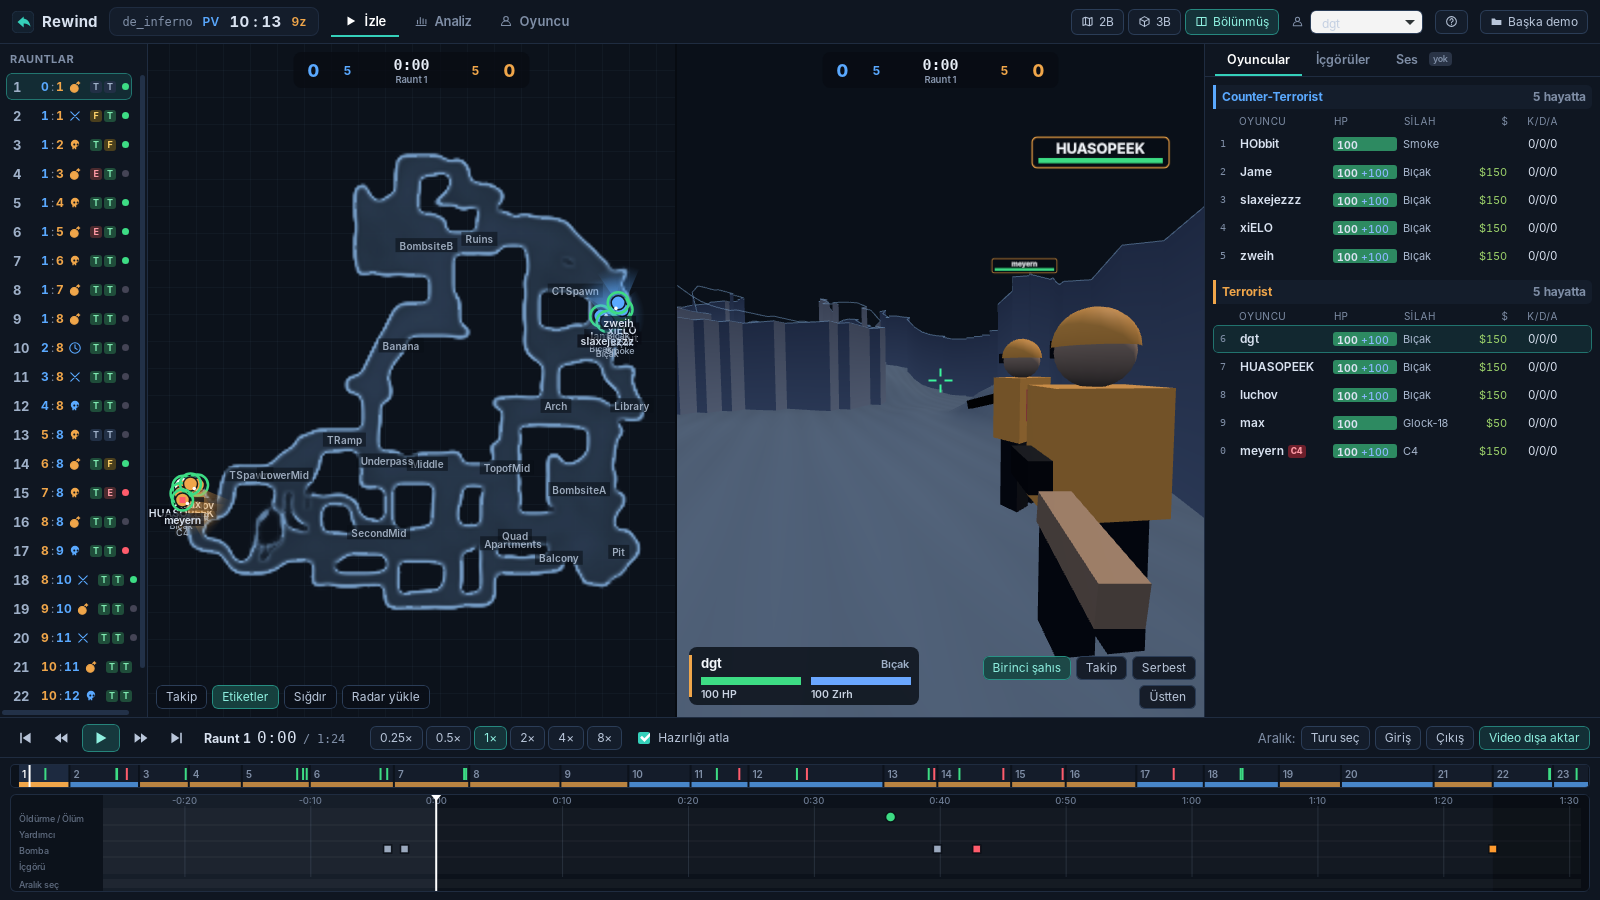 Rewind
de_inferno PV 10:13 9z
İzle
Analiz
Oyuncu
2B
3B
Bölünmüş
dgt
Başka demo
RAUNTLAR
1 0:1 T T
2 1:1 F T
3 1:2 T F
4 1:3 E T
5 1:4 T T
6 1:5 E T
7 1:6 T T
8 1:7 T T
9 1:8 T T
10 2:8 T T
11 3:8 T T
12 4:8 T T
13 5:8 T T
14 6:8 T F
15 7:8 T E
16 8:8 T T
17 8:9 T T
18 8:10 T T
19 9:10 T T
20 9:11 T T
21 10:11 T T
22 10:12 T T
0 5 0:00 5 0
Raunt 1
BombsiteB
Ruins
CTSpawn
zweih
xiELO
slaxejezzz
Bıçak
Smoke
Banana
Arch
Library
TRamp
Underpass
Middle
TopofMid
LowerMid
BombsiteA
meyern
C4
SecondMid
Quad
Apartments
Balcony
Pit
Takip
Etiketler
Sığdır
Radar yükle
0 5 0:00 5 0
Raunt 1
HUASOPEEK
meyern
dgt Bıçak
100 HP 100 Zırh
Birinci şahıs
Takip
Serbest
Üstten
Oyuncular
İçgörüler
Ses yok
Counter-Terrorist 5 hayatta
OYUNCU HP SİLAH $ K/D/A
1 HObbit 100 Smoke 0/0/0
2 Jame 100 +100 Bıçak $150 0/0/0
3 slaxejezzz 100 +100 Bıçak $150 0/0/0
4 xiELO 100 +100 Bıçak $150 0/0/0
5 zweih 100 +100 Bıçak $150 0/0/0
Terrorist 5 hayatta
OYUNCU HP SİLAH $ K/D/A
6 dgt 100 +100 Bıçak $150 0/0/0
7 HUASOPEEK 100 +100 Bıçak $150 0/0/0
8 luchov 100 +100 Bıçak $150 0/0/0
9 max 100 Glock-18 $50 0/0/0
0 meyern C4 100 +100 C4 $150 0/0/0
Raunt 1 0:00 / 1:24
0.25×
0.5×
1×
2×
4×
8×
Hazırlığı atla
Aralık:
Turu seç
Giriş
Çıkış
Video dışa aktar
1 2 3 4 5 6 7 8 9 10 11 12 13 14 15 16 17 18 19 20 21 22 23
-0:20 -0:10 0:00 0:10 0:20 0:30 0:40 0:50 1:00 1:10 1:20 1:30
Öldürme / Ölüm
Yardımcı
Bomba
İçgörü
Aralık seç